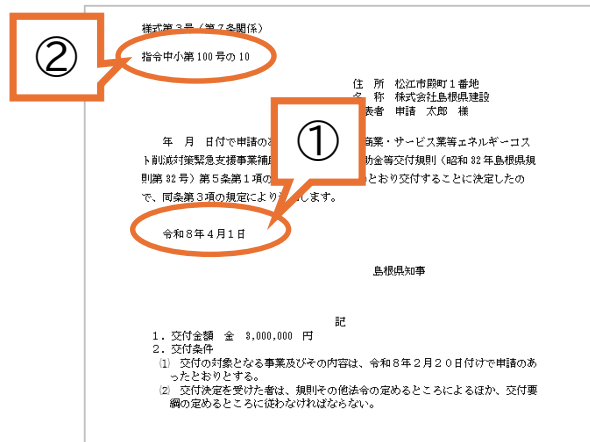 様式第３号（第７条関係）
②
指令中小第100号の10
住　所　松江市殿町１番地
名　称　株式会社島根県建設
表者　申請　太郎　様
①
年　月　日付で申請のあ　商業・サービス業等エネルギーコス
ト削減対策緊急支援事業補　助金等交付規則（昭和32年島根県規
則第32号）第５条第１項の　とおり交付することに決定したの
で、同条第３項の規定により　します。
令和８年４月１日
島根県知事
記
１．交付金額　金　3,000,000　円
２．交付条件
⑴　交付の対象となる事業及びその内容は、令和８年２月２０日付けで申請のあ
ったとおりとする。
⑵　交付決定を受けた者は、規則その他法令の定めるところによるほか、交付要
綱の定めるところに従わなければならない。